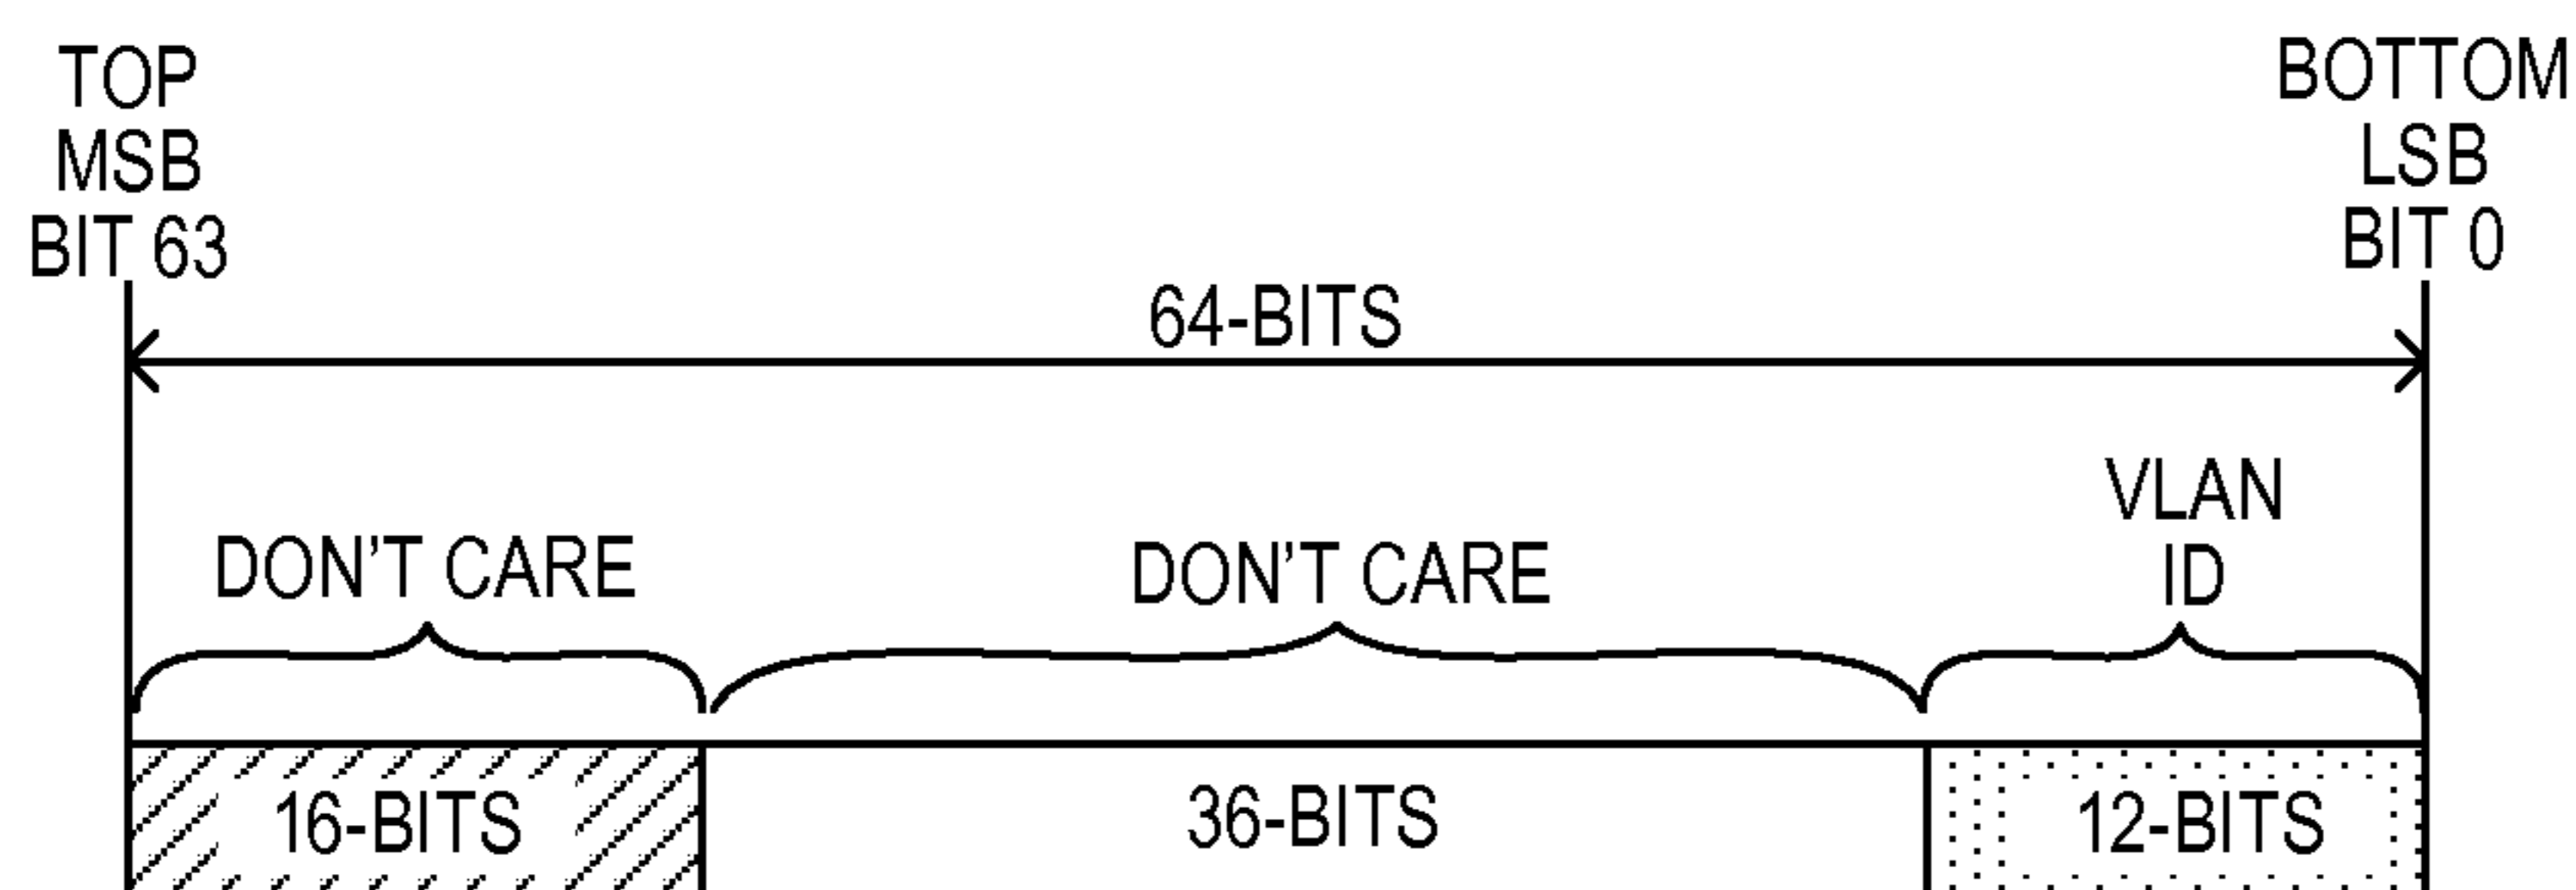 TOP
MSB
BIT 63
BOTTOM
LSB
BIT 0
64-BITS
DON'T CARE
DON'T CARE
VLAN
ID
16-BITS
36-BITS
12-BITS